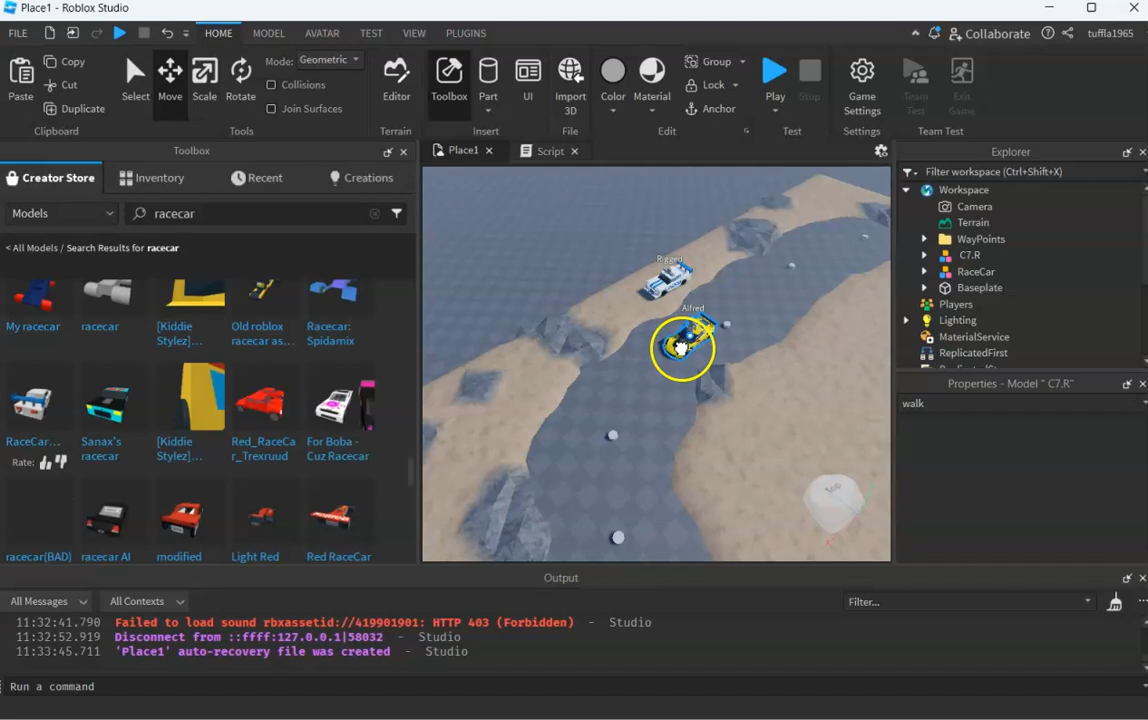 Place1 - Roblox Studio
FILE HOME MODEL AVATAR TEST VIEW PLUGINS Collaborate tuffla1965
Paste Copy Cut Duplicate Clipboard
Select Move Scale Rotate Mode: Geometric Collisions Join Surfaces Tools
Editor Terrain
Toolbox Part UI Insert
Import 3D File
Color Material Group Lock Anchor Edit
Play Stop Test
Game Settings Settings
Team Test Exit Game Team Test
Toolbox
Creator Store Inventory Recent Creations
Models racecar
< All Models / Search Results for racecar
My racecar racecar [Kiddie Stylez]... Old roblox racecar as... Racecar: Spidamix
RaceCar... Sanax's racecar [Kiddie Stylez]... Red_RaceCar_Trexruud For Boba - Cuz Racecar
Rate:
racecar(BAD) racecar AI modified Light Red Red RaceCar
Place1 Script
Rigged
Alfred
Top
Explorer
Filter workspace (Ctrl+Shift+X)
Workspace
Camera
Terrain
WayPoints
C7.R
RaceCar
Baseplate
Players
Lighting
MaterialService
ReplicatedFirst
Properties - Model " C7.R"
walk
Output
All Messages All Contexts Filter...
11:32:41.790 Failed to load sound rbxassetid://419901901: HTTP 403 (Forbidden) - Studio
11:32:52.919 Disconnect from ::ffff:127.0.0.1|58032 - Studio
11:33:45.711 'Place1' auto-recovery file was created - Studio
Run a command